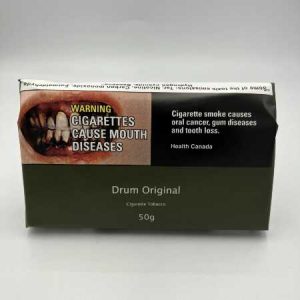 WARNING
CIGARETTES
CAUSE MOUTH
DISEASES
Cigarette smoke causes
oral cancer, gum diseases
and tooth loss.
Health Canada
Drum Original
Cigarette Tobacco
50g